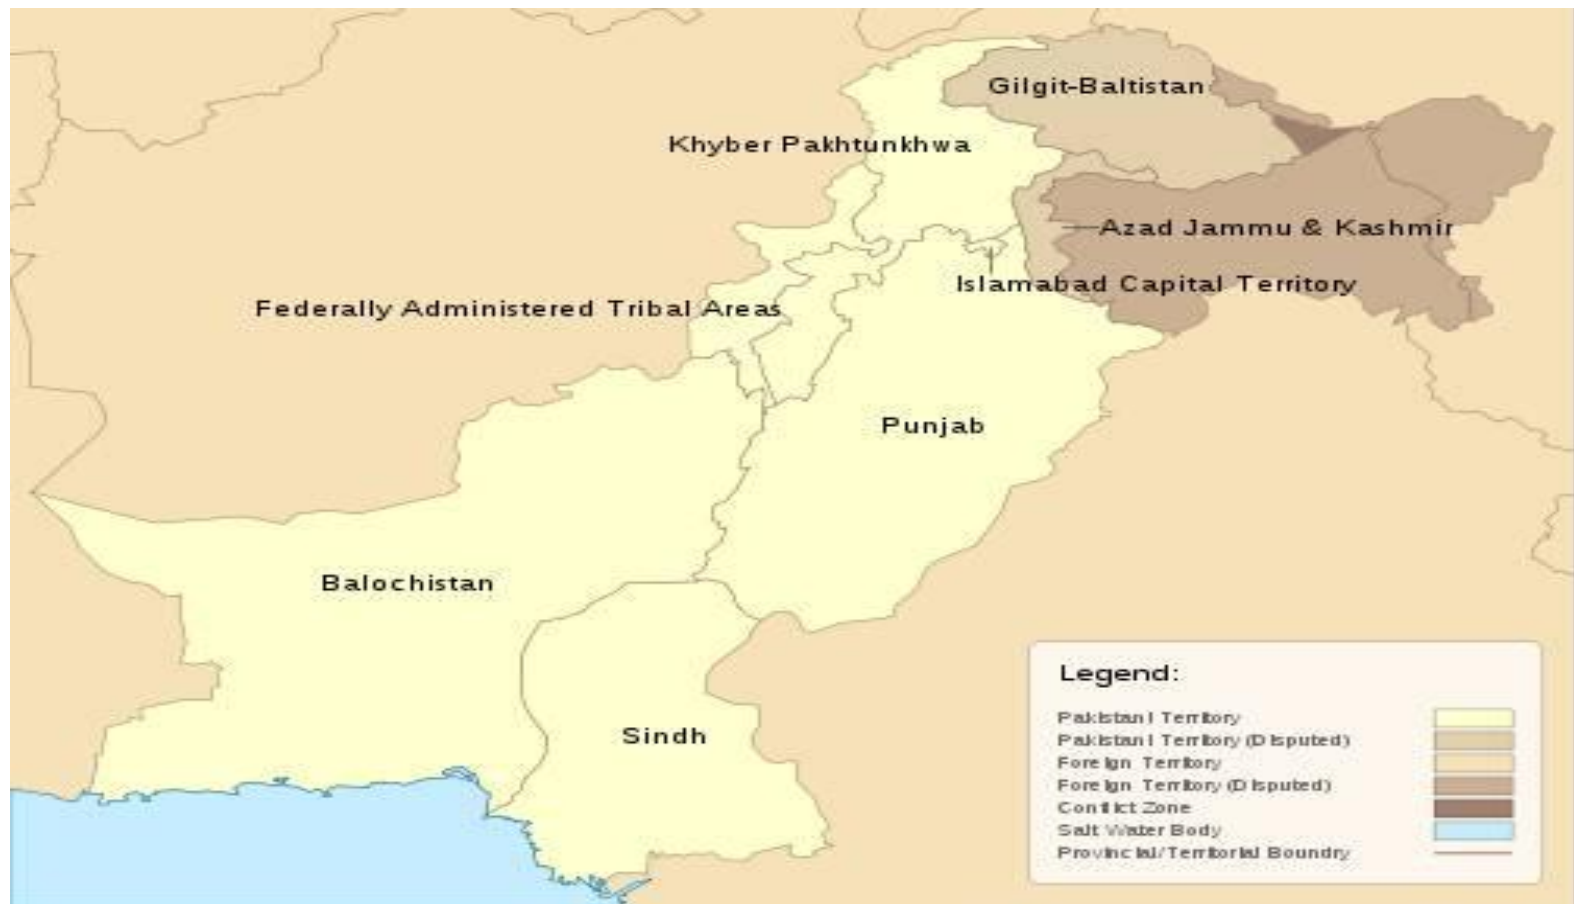 Gilgit-Baltistan
Khyber Pakhtunkhwa
Azad Jammu & Kashmir
Islamabad Capital Territory
Federally Administered Tribal Areas
Punjab
Balochistan
Sindh
Legend:
Pakistani Territory
Pakistani Territory (Disputed)
Foreign Territory
Foreign Territory (Disputed)
Conflict Zone
Salt Water Body
Provincial/Territorial Boundry